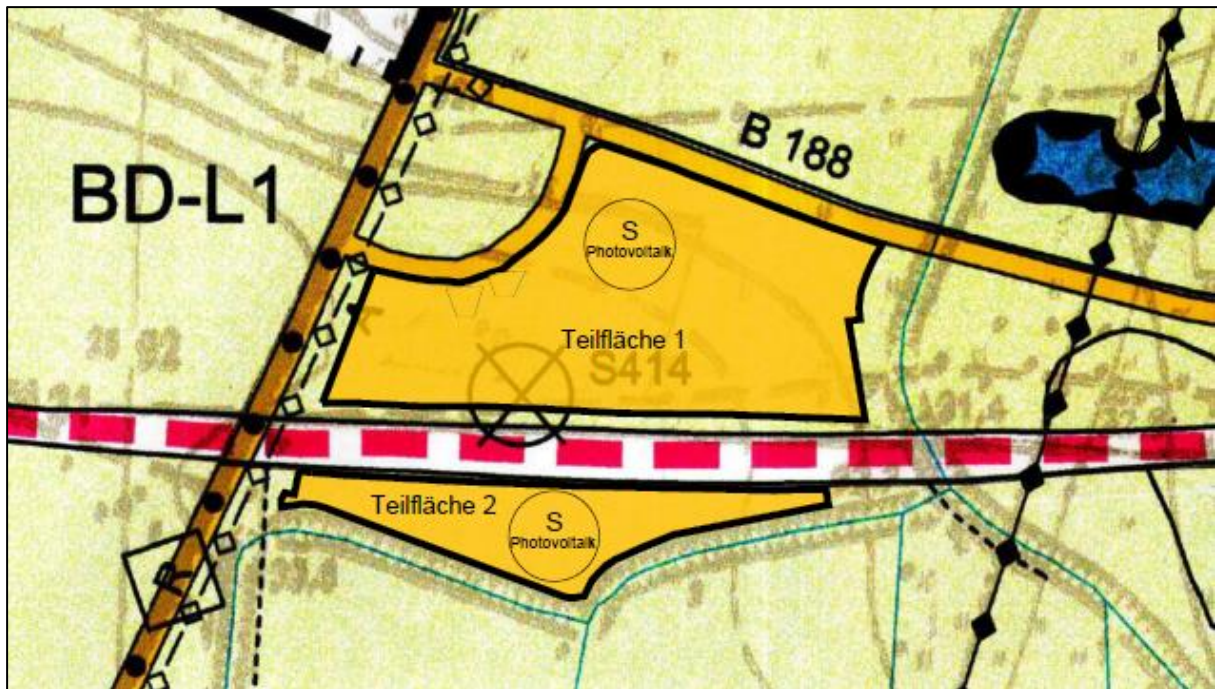 B 188
BD-L1
S
Photovoltaik
Teilfläche 1
S414
Teilfläche 2
S
Photovoltaik